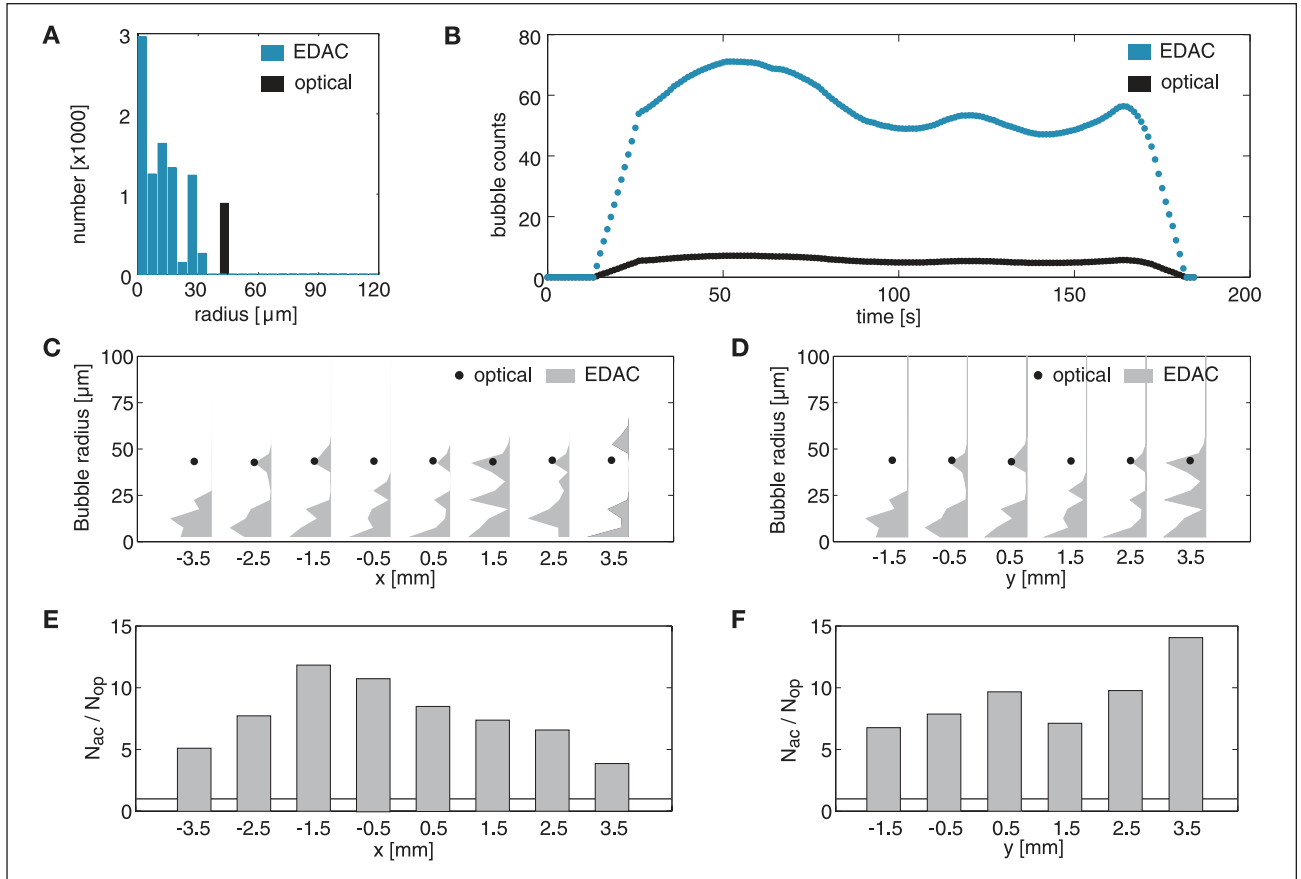 A
number [x1000]
3
2
1
0
EDAC
optical
0 30 60 90 120
radius [µm]
B
bubble counts
80
60
40
20
0
EDAC
optical
0 50 100 150 200
time [s]
C
Bubble radius [µm]
100
75
50
25
0
optical EDAC
-3.5 -2.5 -1.5 -0.5 0.5 1.5 2.5 3.5
x [mm]
D
Bubble radius [µm]
100
75
50
25
0
optical EDAC
-1.5 -0.5 0.5 1.5 2.5 3.5
y [mm]
E
Nac / Nop
15
10
5
0
-3.5 -2.5 -1.5 -0.5 0.5 1.5 2.5 3.5
x [mm]
F
Nac / Nop
15
10
5
0
-1.5 -0.5 0.5 1.5 2.5 3.5
y [mm]